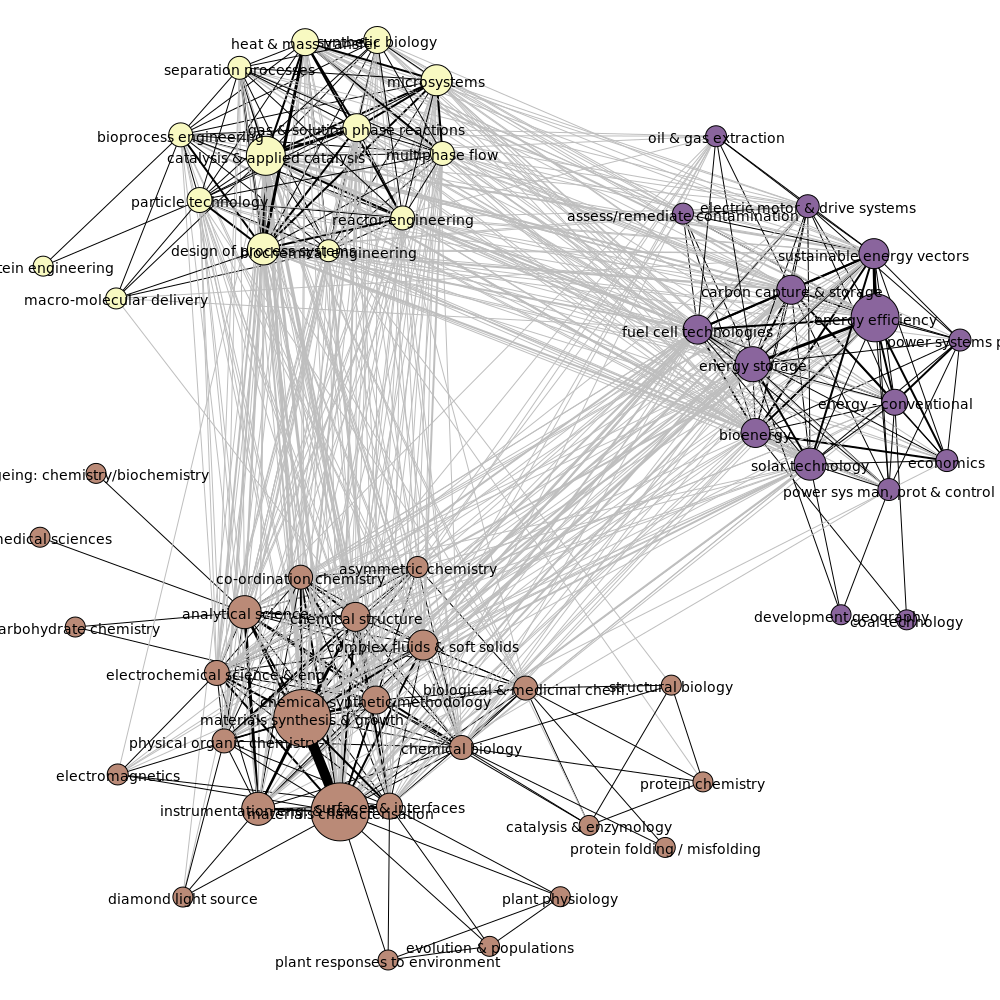 heat & mass transfer
synthetic biology
separation processes
microsystems
bioprocess engineering
gas & solution phase reactions
catalysis & applied catalysis
multiphase flow
particle technology
reactor engineering
design of process systems
biochemical engineering
tein engineering
macro-molecular delivery
oil & gas extraction
electric motor & drive systems
assess/remediate contamination
sustainable energy vectors
carbon capture & storage
energy efficiency
fuel cell technologies
power systems p
energy storage
energy - conventional
bioenergy
solar technology
economics
power sys man, prot & control
development geography
coal technology
geing: chemistry/biochemistry
medical sciences
asymmetric chemistry
co-ordination chemistry
analytical science
chemical structure
arbohydrate chemistry
complex fluids & soft solids
electrochemical science & eng.
biological & medicinal chem.
structural biology
chemical synthetic methodology
materials synthesis & growth
physical organic chemistry
chemical biology
electromagnetics
protein chemistry
instrumentation eng. & dev.
surfaces & interfaces
materials characterisation
catalysis & enzymology
protein folding / misfolding
diamond light source
plant physiology
evolution & populations
plant responses to environment